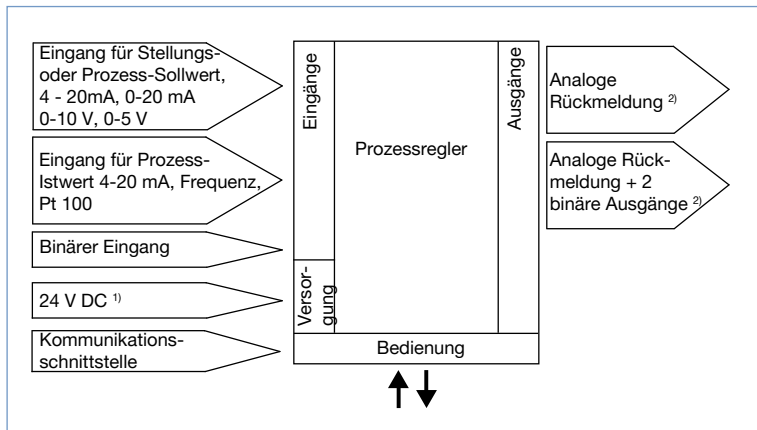 Eingang für Stellungs-
oder Prozess-Sollwert,
4 - 20mA, 0-20 mA
0-10 V, 0-5 V
Eingang für Prozess-
Istwert 4-20 mA, Frequenz,
Pt 100
Binärer Eingang
24 V DC 1)
Kommunikations-
schnittstelle
Eingänge
Versor-
gung
Prozessregler
Bedienung
Ausgänge
Analoge
Rückmeldung 2)
Analoge Rück-
meldung + 2
binäre Ausgänge 2)